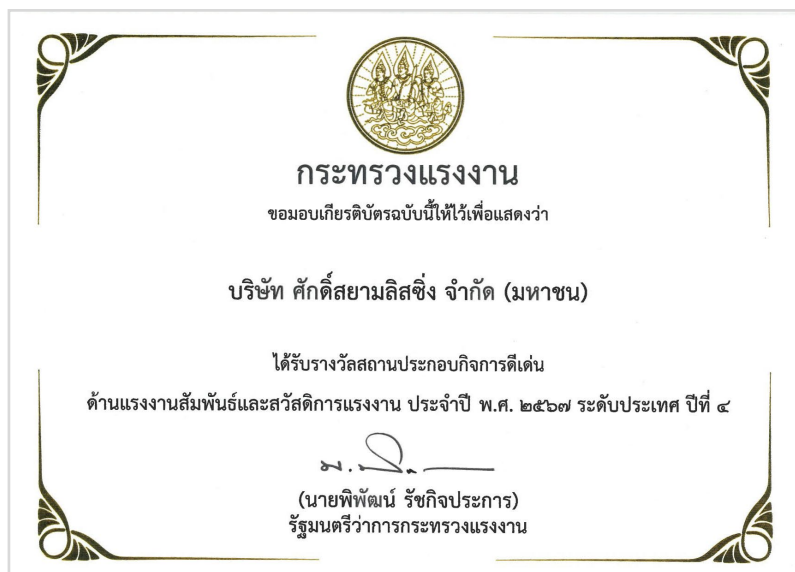 กระทรวงแรงงาน
ขอมอบเกียรติบัตรฉบับนี้ให้ไว้เพื่อแสดงว่า
บริษัท ศักดิ์สยามลิสซิ่ง จำกัด (มหาชน)
ได้รับรางวัลสถานประกอบกิจการดีเด่น
ด้านแรงงานสัมพันธ์และสวัสดิการแรงงาน ประจำปี พ.ศ. ๒๕๖๗ ระดับประเทศ ปีที่ ๔
(นายพิพัฒน์ รัชกิจประการ)
รัฐมนตรีว่าการกระทรวงแรงงาน